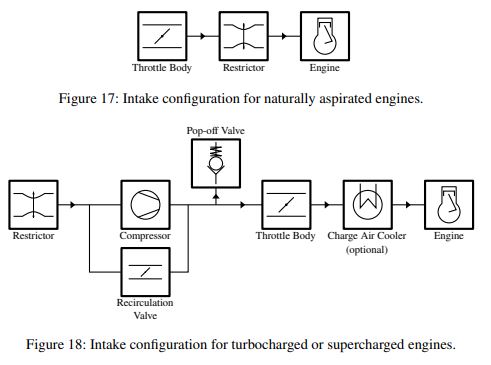 Throttle Body Restrictor Engine
Figure 17: Intake configuration for naturally aspirated engines.
Pop-off Valve
Restrictor Compressor Throttle Body Charge Air Cooler Engine
(optional)
Recirculation
Valve
Figure 18: Intake configuration for turbocharged or supercharged engines.